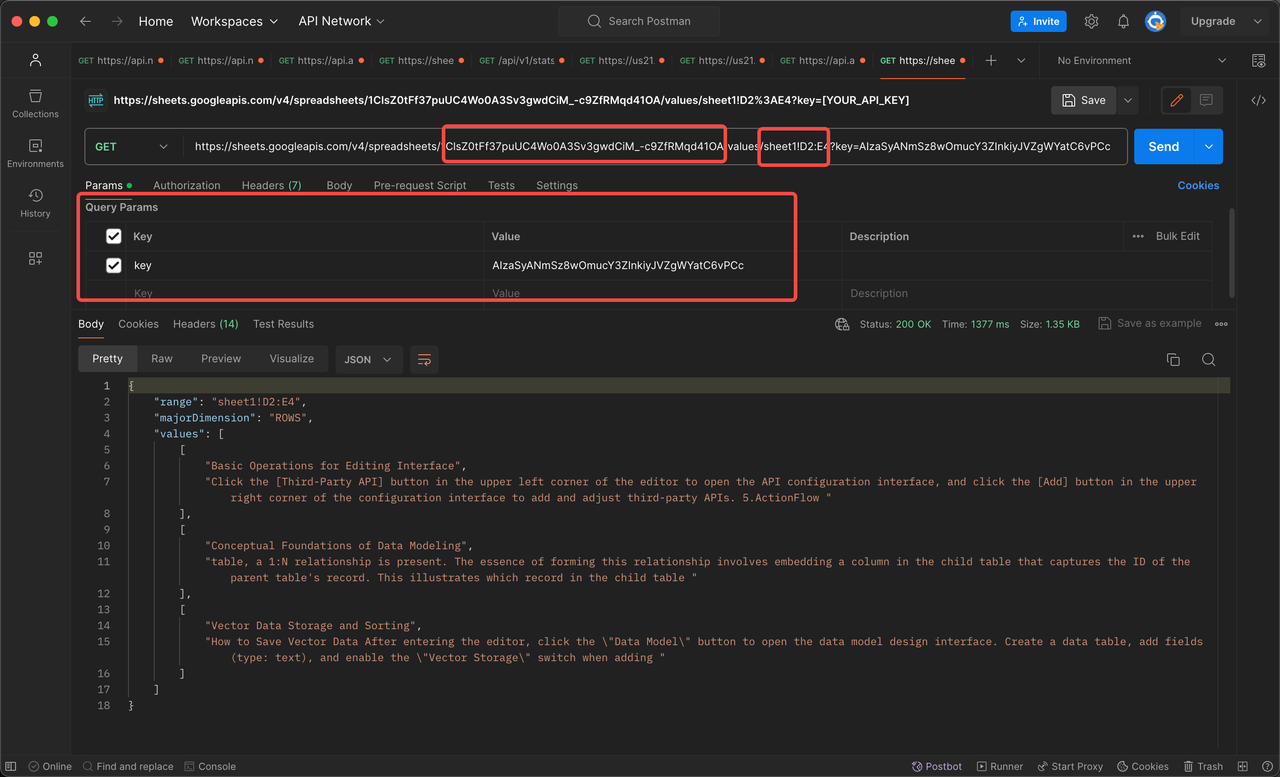 Home Workspaces API Network Search Postman Invite Upgrade
GET https://api.n GET https://api.n GET https://api.a GET https://shee GET /api/v1/stats GET https://us21. GET https://us21. GET https://api.a GET https://shee No Environment
HTTP https://sheets.googleapis.com/v4/spreadsheets/1ClsZ0tFf37puUC4Wo0A3Sv3gwdCiM_-c9ZfRMqd41OA/values/sheet1!D2%3AE4?key=[YOUR_API_KEY] Save
Collections
GET https://sheets.googleapis.com/v4/spreadsheets/1ClsZ0tFf37puUC4Wo0A3Sv3gwdCiM_-c9ZfRMqd41OA/values/sheet1!D2:E4?key=AIzaSyANmSz8wOmucY3ZInkiyJVZgWYatC6vPCc Send
Environments
Params Authorization Headers (7) Body Pre-request Script Tests Settings Cookies
History
Query Params
Key Value Description Bulk Edit
key AIzaSyANmSz8wOmucY3ZInkiyJVZgWYatC6vPCc
Key Value Description
Body Cookies Headers (14) Test Results Status: 200 OK Time: 1377 ms Size: 1.35 KB Save as example
Pretty Raw Preview Visualize JSON
1 {
2 "range": "sheet1!D2:E4",
3 "majorDimension": "ROWS",
4 "values": [
5 [
6 "Basic Operations for Editing Interface",
7 "Click the [Third-Party API] button in the upper left corner of the editor to open the API configuration interface, and click the [Add] button in the upper
right corner of the configuration interface to add and adjust third-party APIs. 5.ActionFlow "
8 ],
9 [
10 "Conceptual Foundations of Data Modeling",
11 "table, a 1:N relationship is present. The essence of forming this relationship involves embedding a column in the child table that captures the ID of the
parent table's record. This illustrates which record in the child table "
12 ],
13 [
14 "Vector Data Storage and Sorting",
15 "How to Save Vector Data After entering the editor, click the \"Data Model\" button to open the data model design interface. Create a data table, add fields
(type: text), and enable the \"Vector Storage\" switch when adding "
16 ]
17 ]
18 }
Online Find and replace Console Postbot Runner Start Proxy Cookies Trash